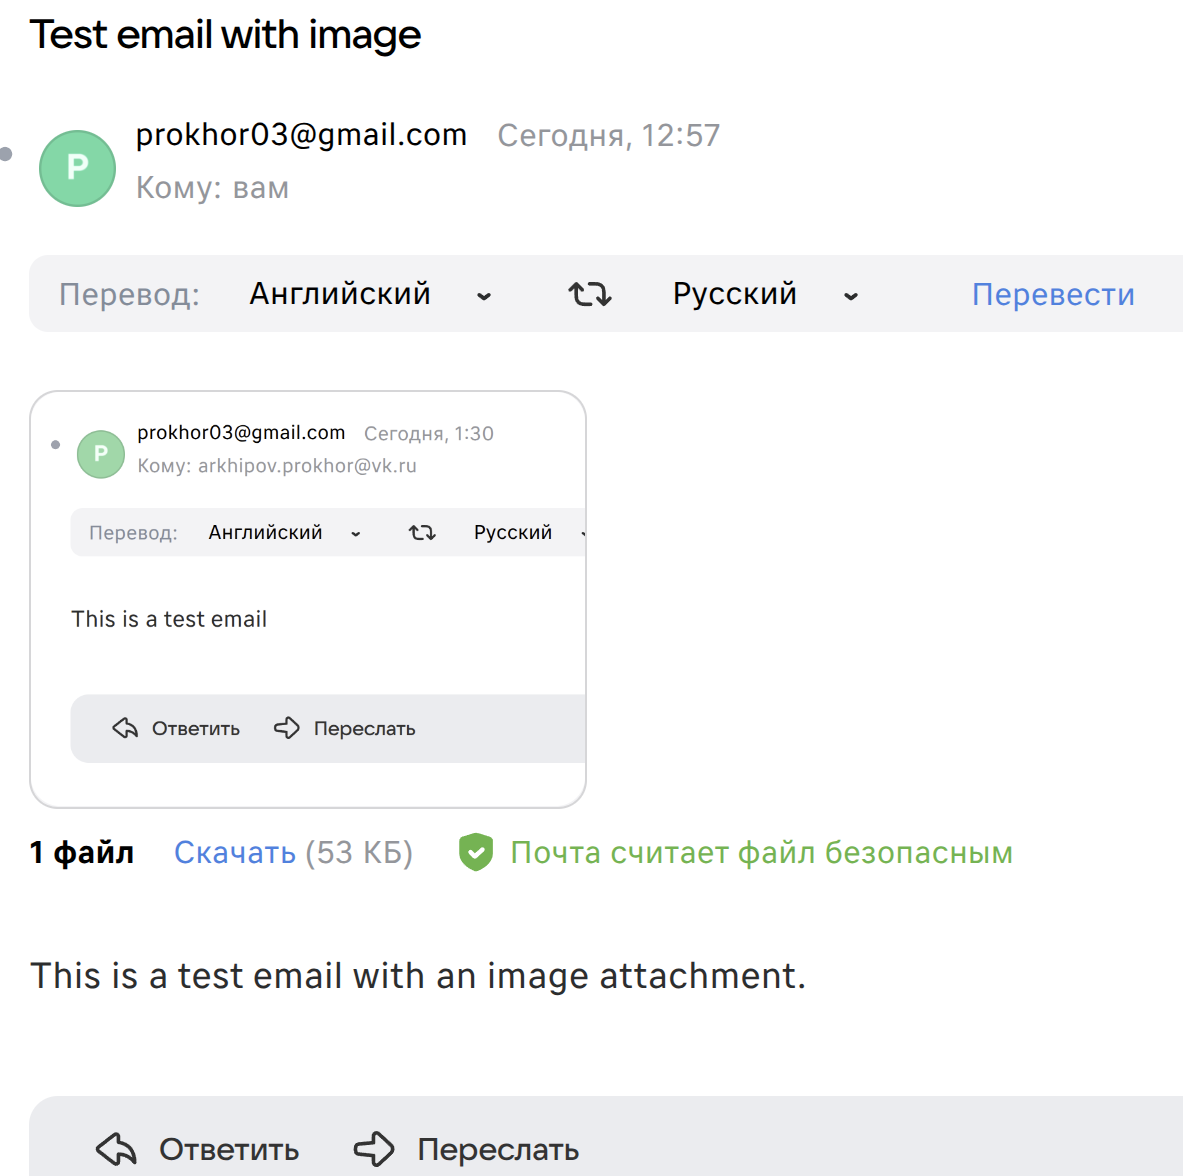 Test email with image
P
prokhor03@gmail.com Сегодня, 12:57
Кому: вам
Перевод: Английский Русский Перевести
prokhor03@gmail.com Сегодня, 1:30
P
Кому: arkhipov.prokhor@vk.ru
Перевод: Английский Русский
This is a test email
Ответить Переслать
1 файл Скачать (53 КБ) Почта считает файл безопасным
This is a test email with an image attachment.
Ответить Переслать